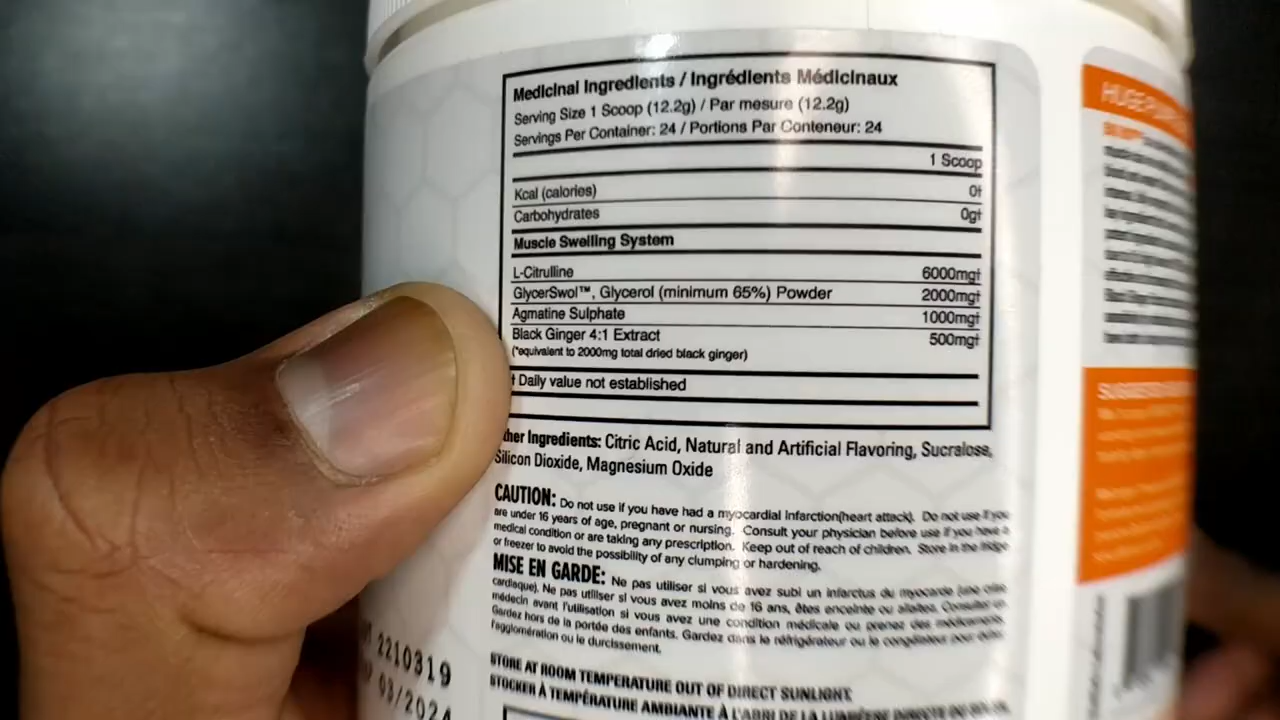 Medicinal Ingredients / Ingrédients Médicinaux
Serving Size 1 Scoop (12.2g) / Par mesure (12.2g)
Servings Per Container: 24 / Portions Par Conteneur: 24
1 Scoop
Kcal (calories) 0†
Carbohydrates 0g†
Muscle Swelling System
L-Citrulline 6000mg†
GlycerSwol™, Glycerol (minimum 65%) Powder 2000mg†
Agmatine Sulphate 1000mg†
Black Ginger 4:1 Extract 500mg†
(*equivalent to 2000mg total dried black ginger)
† Daily value not established
ther Ingredients: Citric Acid, Natural and Artificial Flavoring, Sucralose,
Silicon Dioxide, Magnesium Oxide
CAUTION: Do not use if you have had a myocardial infarction(heart attack). Do not use if you
are under 16 years of age, pregnant or nursing. Consult your physician before use if you have a
medical condition or are taking any prescription. Keep out of reach of children. Store in the fridge
or freezer to avoid the possibility of any clumping or hardening.
MISE EN GARDE: Ne pas utiliser si vous avez subi un infarctus du myocarde (une crise
cardiaque). Ne pas utiliser si vous avez moins de 16 ans, êtes enceinte ou allaitez. Consultez un
médecin avant l'utilisation si vous avez une condition médicale ou prenez des médicaments.
Gardez hors de la portée des enfants. Gardez dans le réfrigérateur ou le congélateur pour éviter
l'agglomération ou le durcissement.
STORE AT ROOM TEMPERATURE OUT OF DIRECT SUNLIGHT.
STOCKER À TEMPÉRATURE AMBIANTE À L'ABRI DE LA LUMIÈRE DIRECTE DU SOLEIL
2210319
03/2024
HUGE